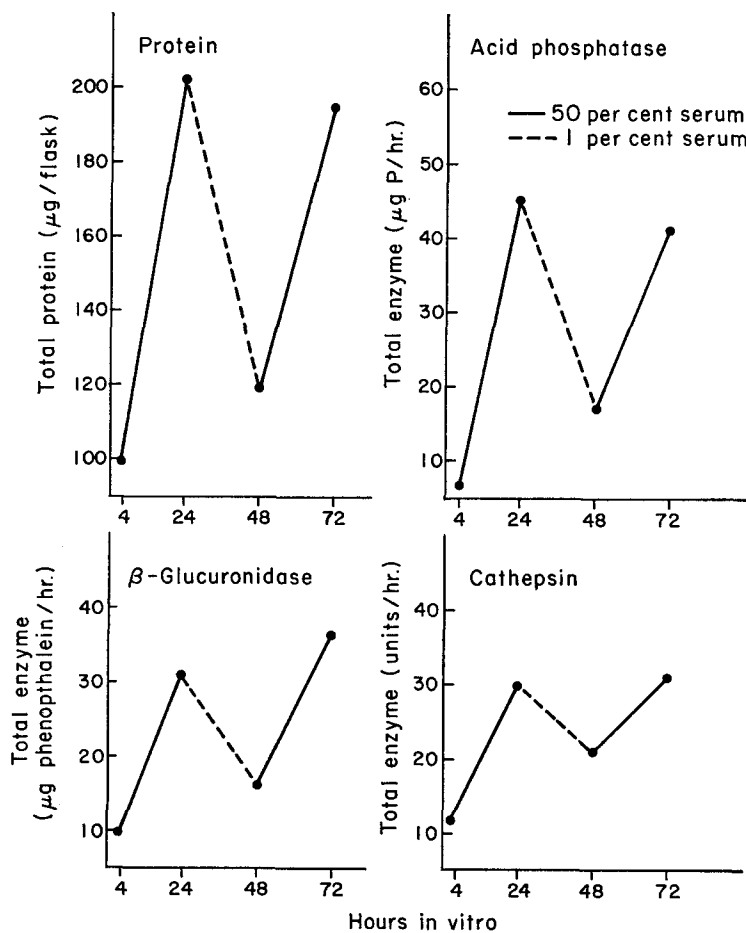 Protein
Total protein (µg/flask)
200
180
160
140
120
100
4 24 48 72
Acid phosphatase
50 per cent serum
1 per cent serum
Total enzyme (µg P/hr.)
60
50
40
30
20
10
4 24 48 72
β-Glucuronidase
Total enzyme
(µg phenopthalein/hr.)
40
30
20
10
4 24 48 72
Cathepsin
Total enzyme (units/hr.)
40
30
20
10
4 24 48 72
Hours in vitro